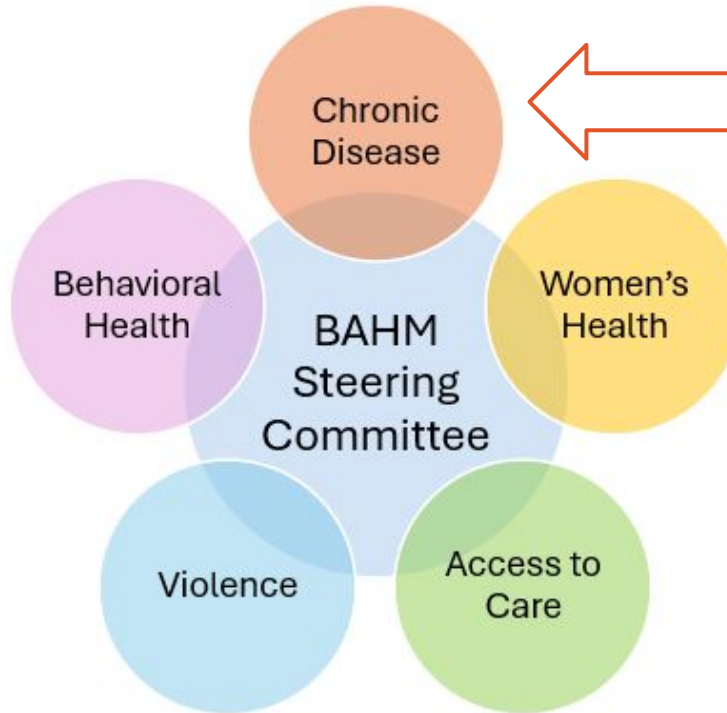 Chronic
Disease
Behavioral
Health
Women’s
Health
BAHM
Steering
Committee
Violence
Access to
Care